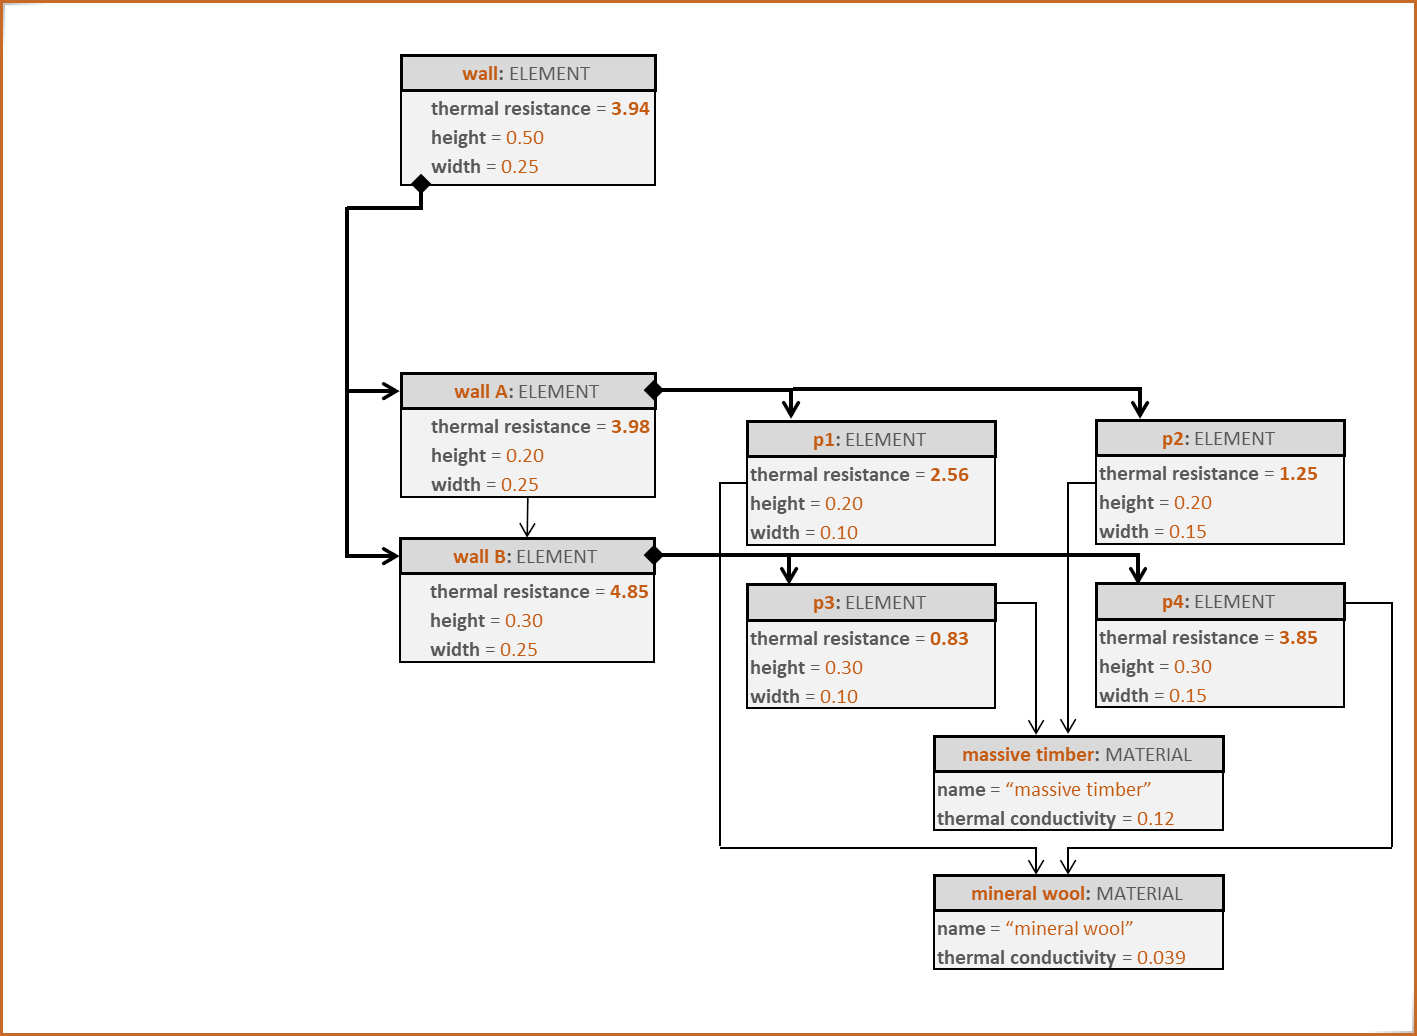 wall: ELEMENT
thermal resistance = 3.94
height = 0.50
width = 0.25
wall A: ELEMENT
thermal resistance = 3.98
height = 0.20
width = 0.25
p1: ELEMENT
thermal resistance = 2.56
height = 0.20
width = 0.10
p2: ELEMENT
thermal resistance = 1.25
height = 0.20
width = 0.15
wall B: ELEMENT
thermal resistance = 4.85
height = 0.30
width = 0.25
p3: ELEMENT
thermal resistance = 0.83
height = 0.30
width = 0.10
p4: ELEMENT
thermal resistance = 3.85
height = 0.30
width = 0.15
massive timber: MATERIAL
name = “massive timber”
thermal conductivity = 0.12
mineral wool: MATERIAL
name = “mineral wool”
thermal conductivity = 0.039